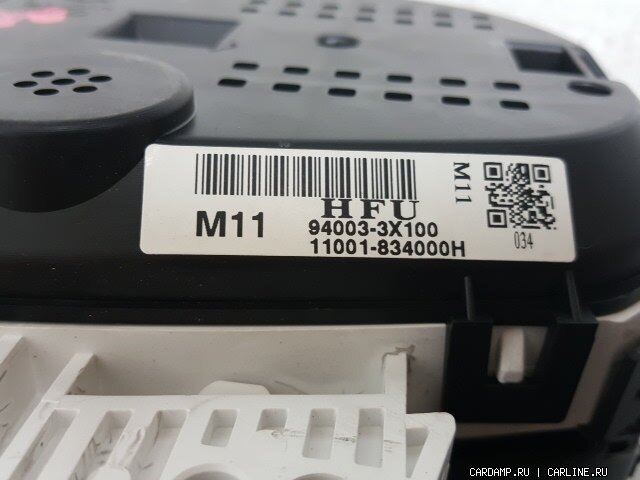 HFU
M11
94003-3X100
11001-834000H
M11
034
CARDAMP.RU | CARLINE.RU